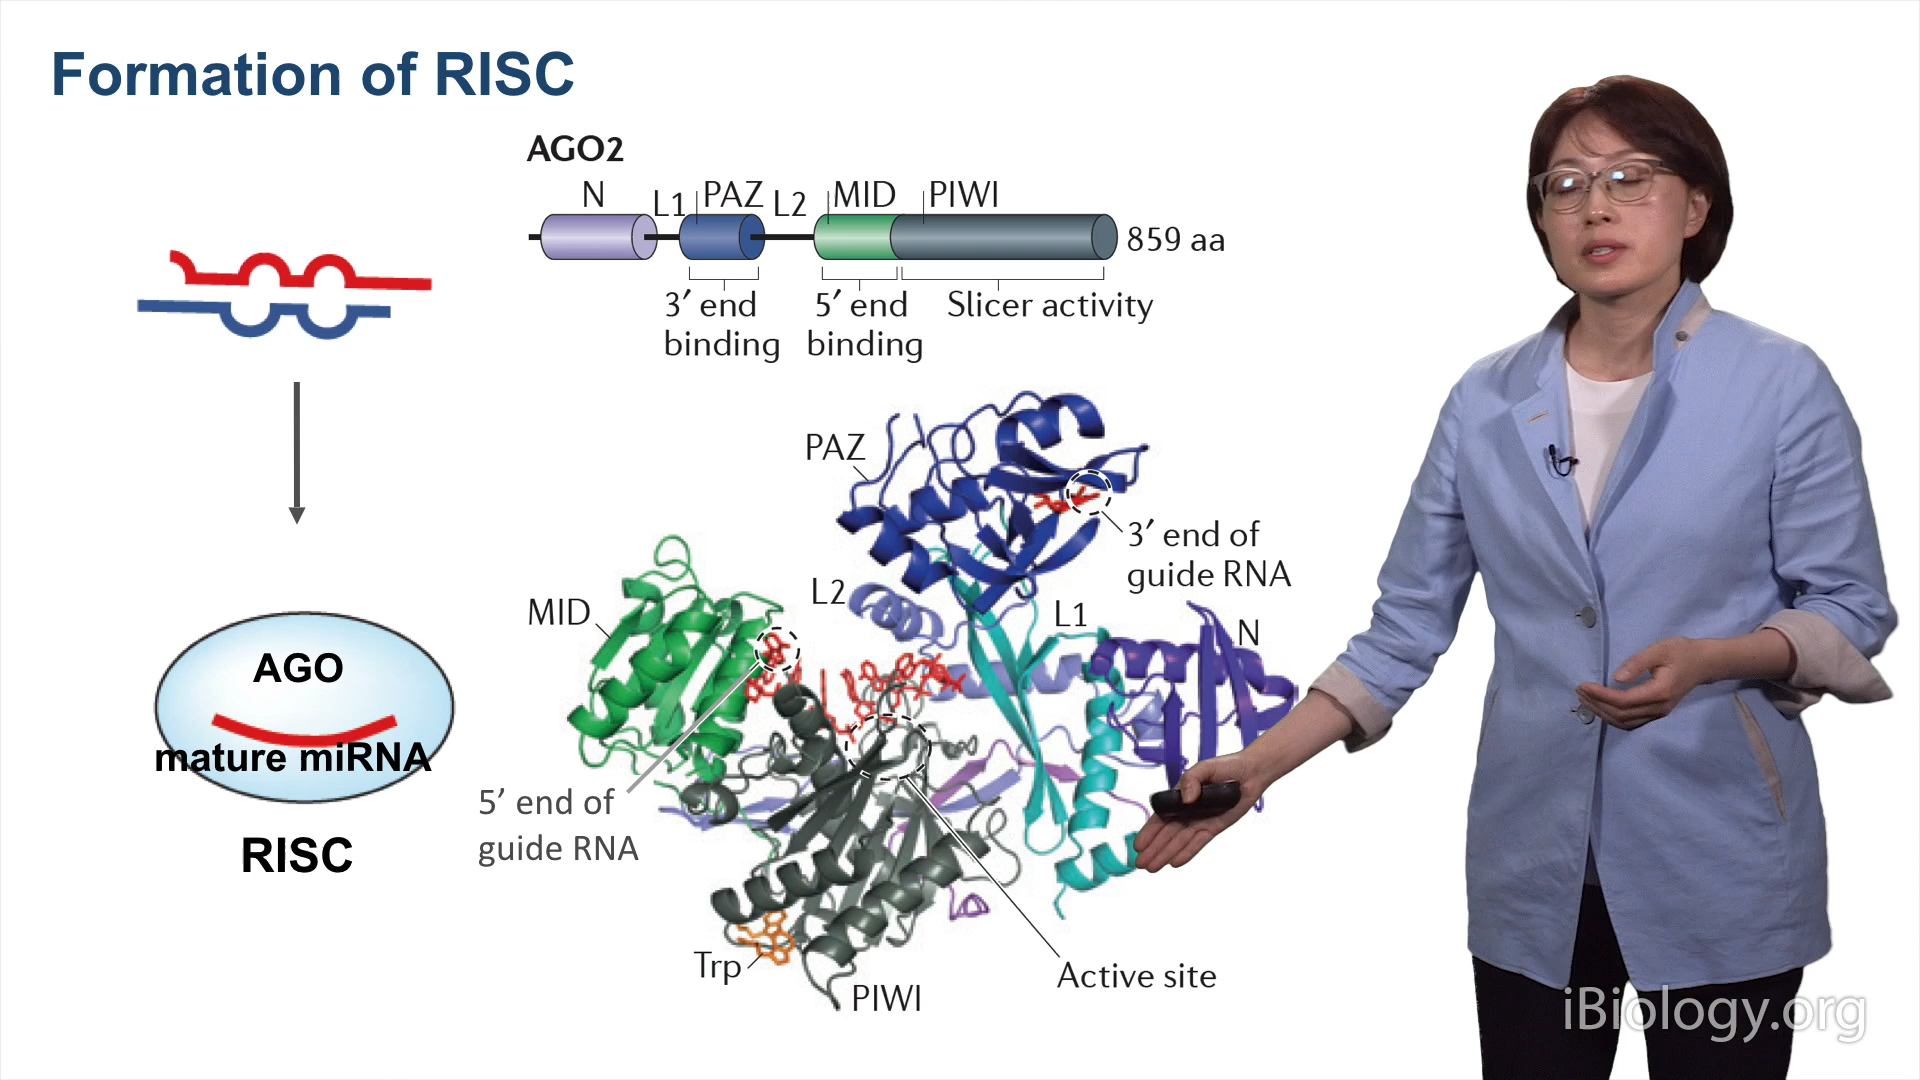 Formation of RISC
AGO2
N
L1
PAZ
L2
MID
PIWI
859 aa
3′ end
binding
5′ end
binding
Slicer activity
PAZ
3′ end of
guide RNA
L2
L1
MID
N
AGO
mature miRNA
RISC
5’ end of
guide RNA
Trp
PIWI
Active site
iBiology.org